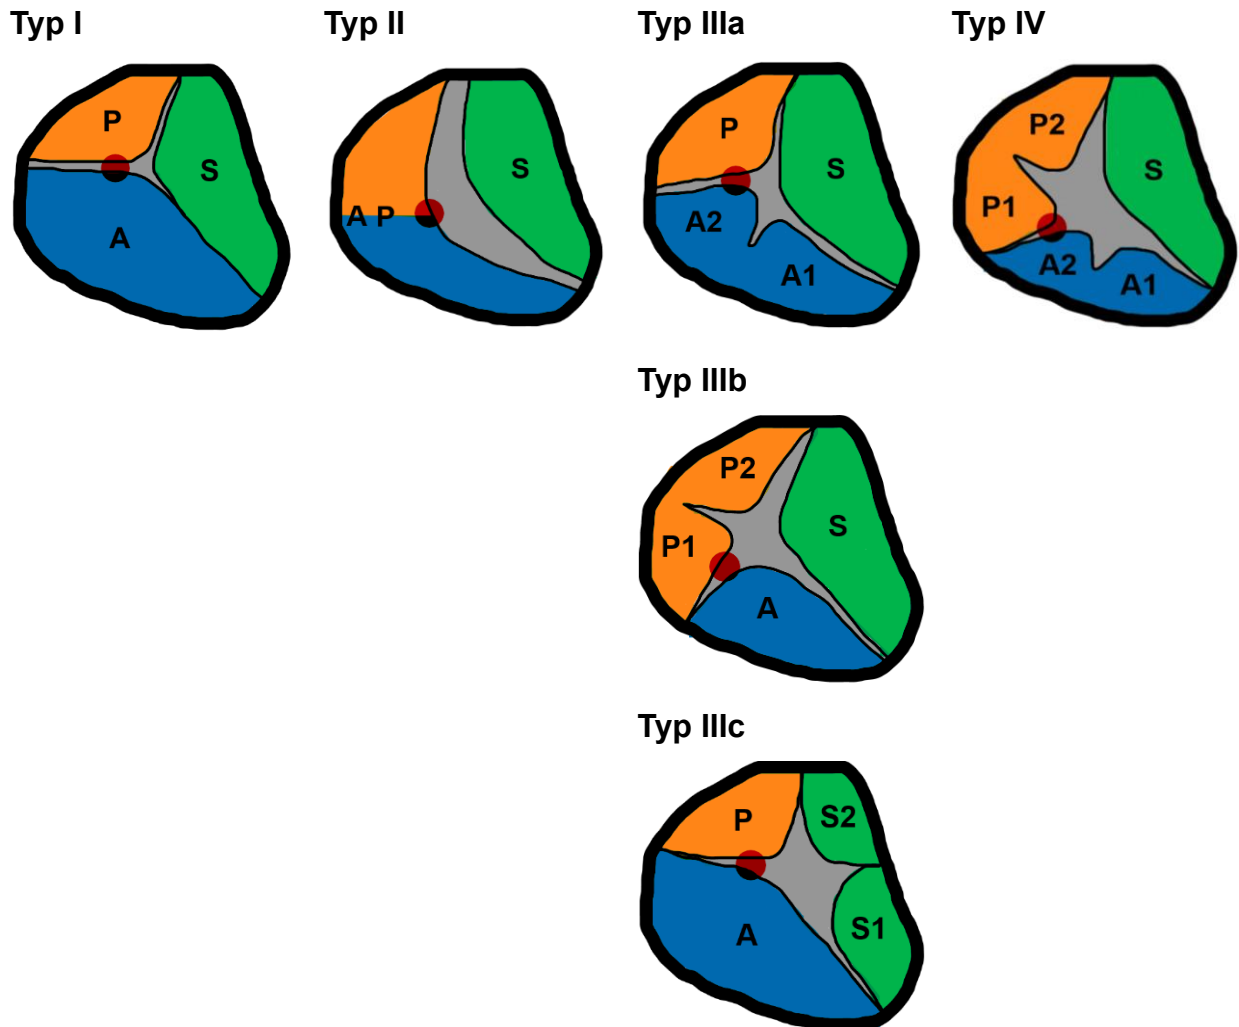 Typ I
P
S
A
Typ II
S
A P
Typ IIIa
P
S
A2
A1
Typ IV
P2
S
P1
A2
A1
Typ IIIb
P2
S
P1
A
Typ IIIc
P
S2
S1
A